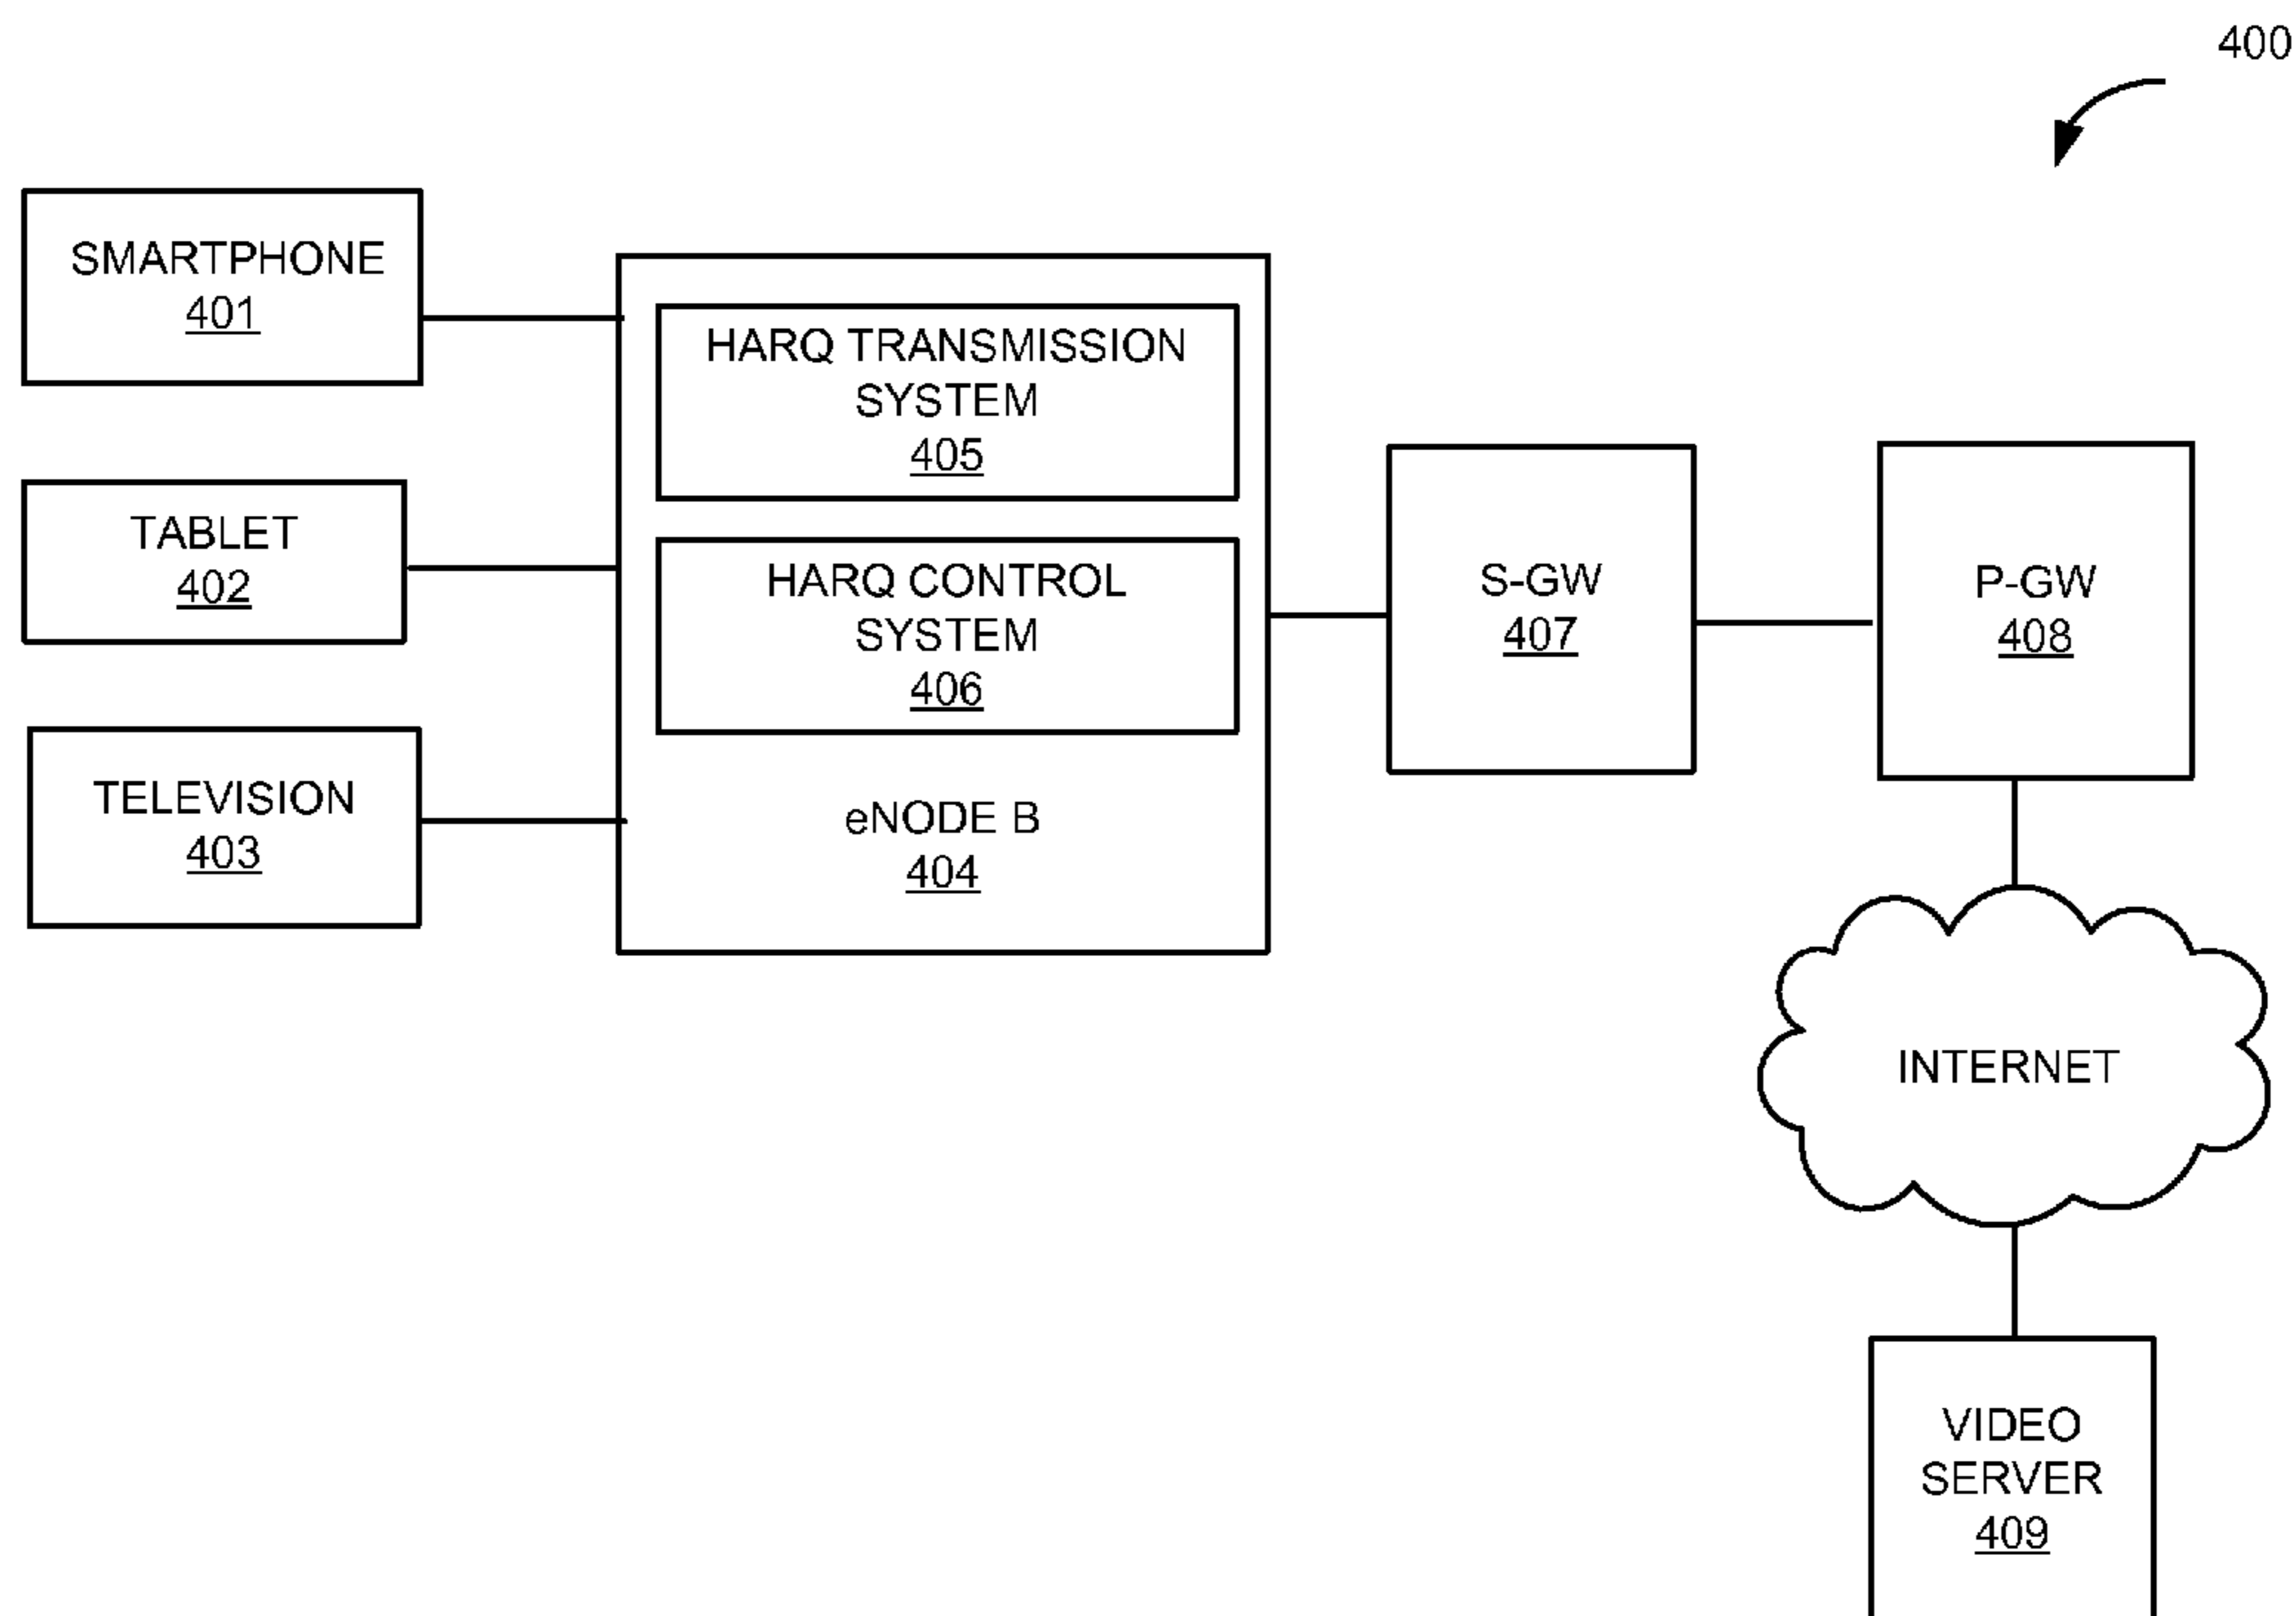 400
SMARTPHONE
401
TABLET
402
TELEVISION
403
HARQ TRANSMISSION
SYSTEM
405
HARQ CONTROL
SYSTEM
406
eNODE B
404
S-GW
407
P-GW
408
INTERNET
VIDEO
SERVER
409